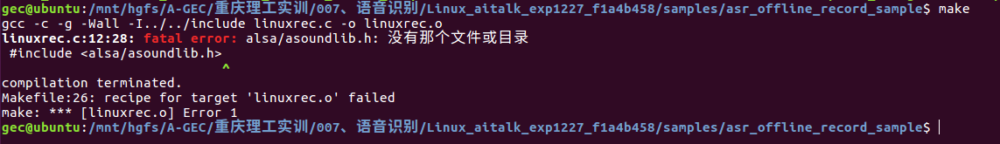 gec@ubuntu:/mnt/hgfs/A-GEC/重庆理工实训/007、语音识别/Linux_aitalk_exp1227_f1a4b458/samples/asr_offline_record_sample$ make
gcc -c -g -Wall -I../../include linuxrec.c -o linuxrec.o
linuxrec.c:12:28: fatal error: alsa/asoundlib.h: 没有那个文件或目录
 #include <alsa/asoundlib.h>
                            ^
compilation terminated.
Makefile:26: recipe for target 'linuxrec.o' failed
make: *** [linuxrec.o] Error 1
gec@ubuntu:/mnt/hgfs/A-GEC/重庆理工实训/007、语音识别/Linux_aitalk_exp1227_f1a4b458/samples/asr_offline_record_sample$